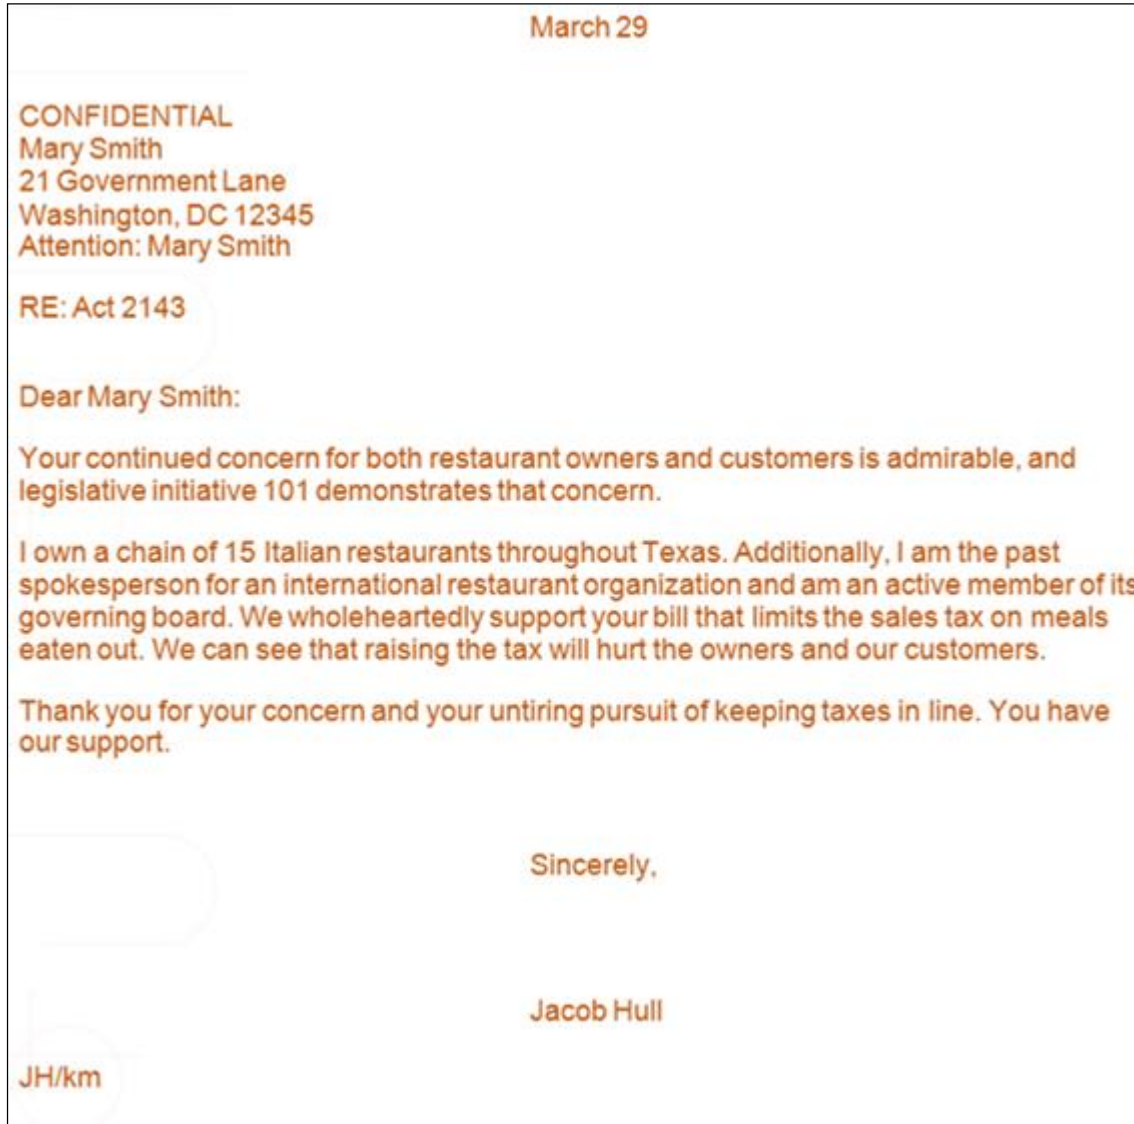 March 29
CONFIDENTIAL
Mary Smith
21 Government Lane
Washington, DC 12345
Attention: Mary Smith
RE: Act 2143
Dear Mary Smith:
Your continued concern for both restaurant owners and customers is admirable, and
legislative initiative 101 demonstrates that concern.
I own a chain of 15 Italian restaurants throughout Texas. Additionally, I am the past
spokesperson for an international restaurant organization and am an active member of its
governing board. We wholeheartedly support your bill that limits the sales tax on meals
eaten out. We can see that raising the tax will hurt the owners and our customers.
Thank you for your concern and your untiring pursuit of keeping taxes in line. You have
our support.
Sincerely,
Jacob Hull
JH/km